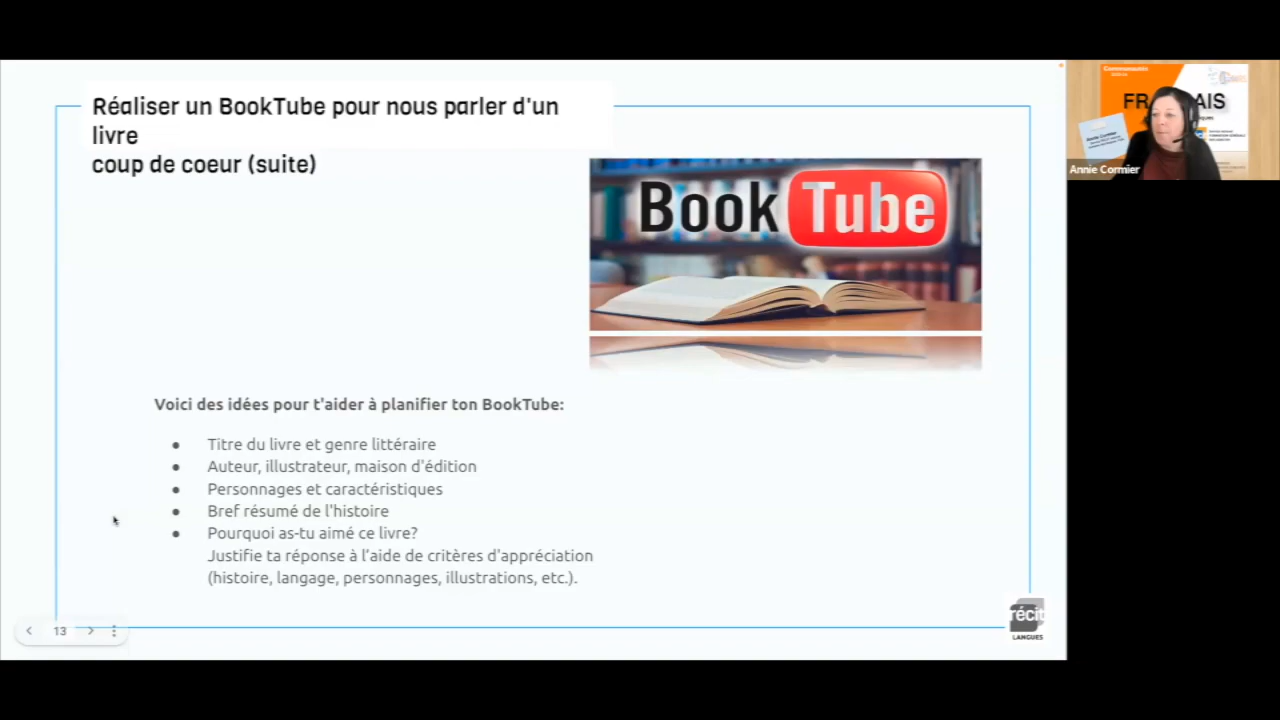 Réaliser un BookTube pour nous parler d'un
livre
coup de coeur (suite)
BookTube
Voici des idées pour t'aider à planifier ton BookTube:
● Titre du livre et genre littéraire
● Auteur, illustrateur, maison d'édition
● Personnages et caractéristiques
● Bref résumé de l'histoire
● Pourquoi as-tu aimé ce livre?
Justifie ta réponse à l'aide de critères d'appréciation
(histoire, langage, personnages, illustrations, etc.).
13
récit
LANGUES
Annie Cormier